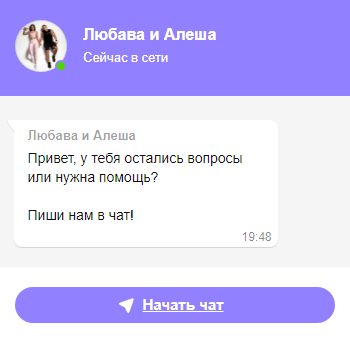 Любава и Алеша
Сейчас в сети
Любава и Алеша
Привет, у тебя остались вопросы
или нужна помощь?
Пиши нам в чат!
19:48
Начать чат